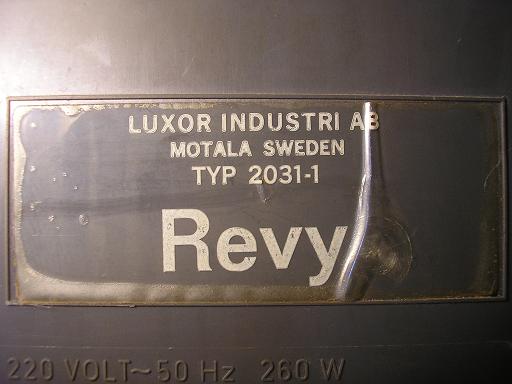 LUXOR INDUSTRI AB
MOTALA SWEDEN
TYP 2031-1
Revy
220 VOLT~50 Hz 260 W